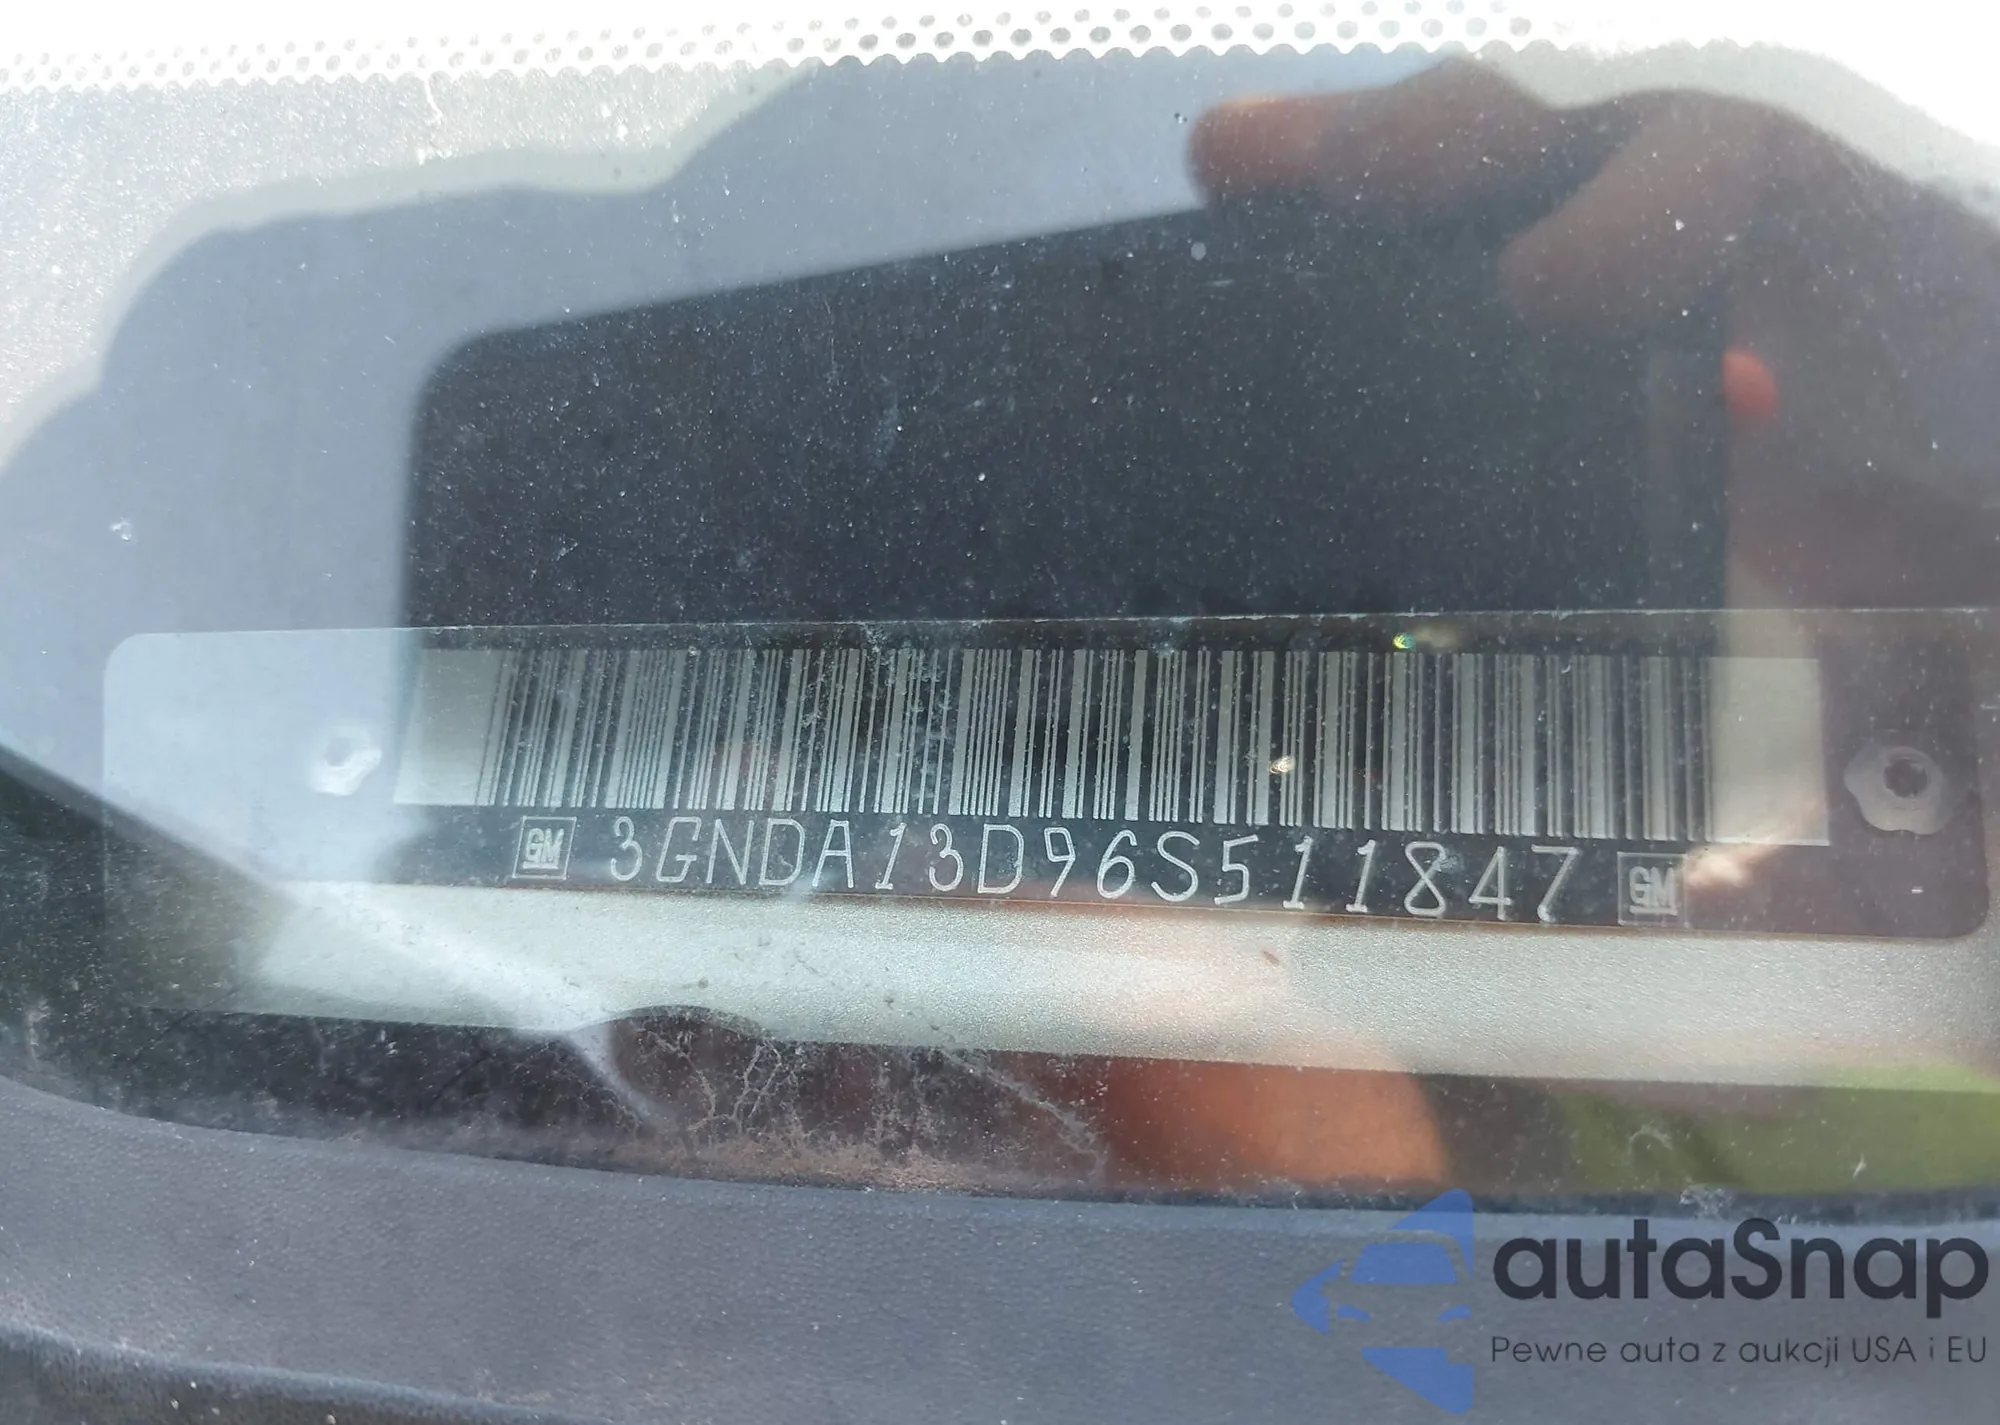 GM 3GNDA13D96S511847 GM
autaSnap
Pewne auta z aukcji USA i EU